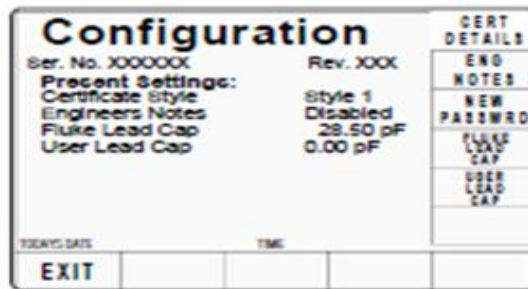 Configuration
Ser. No. XXXXXX Rev. XXX
Present Settings:
Certificate Style Style 1
Engineers Notes Disabled
Fluke Lead Cap 28.50 pF
User Lead Cap 0.00 pF
TODAYS DATE TIME
EXIT
CERT
DETAILS
ENG
NOTES
NEW
PASSWRD
FLUKE
LEAD
CAP
USER
LEAD
CAP